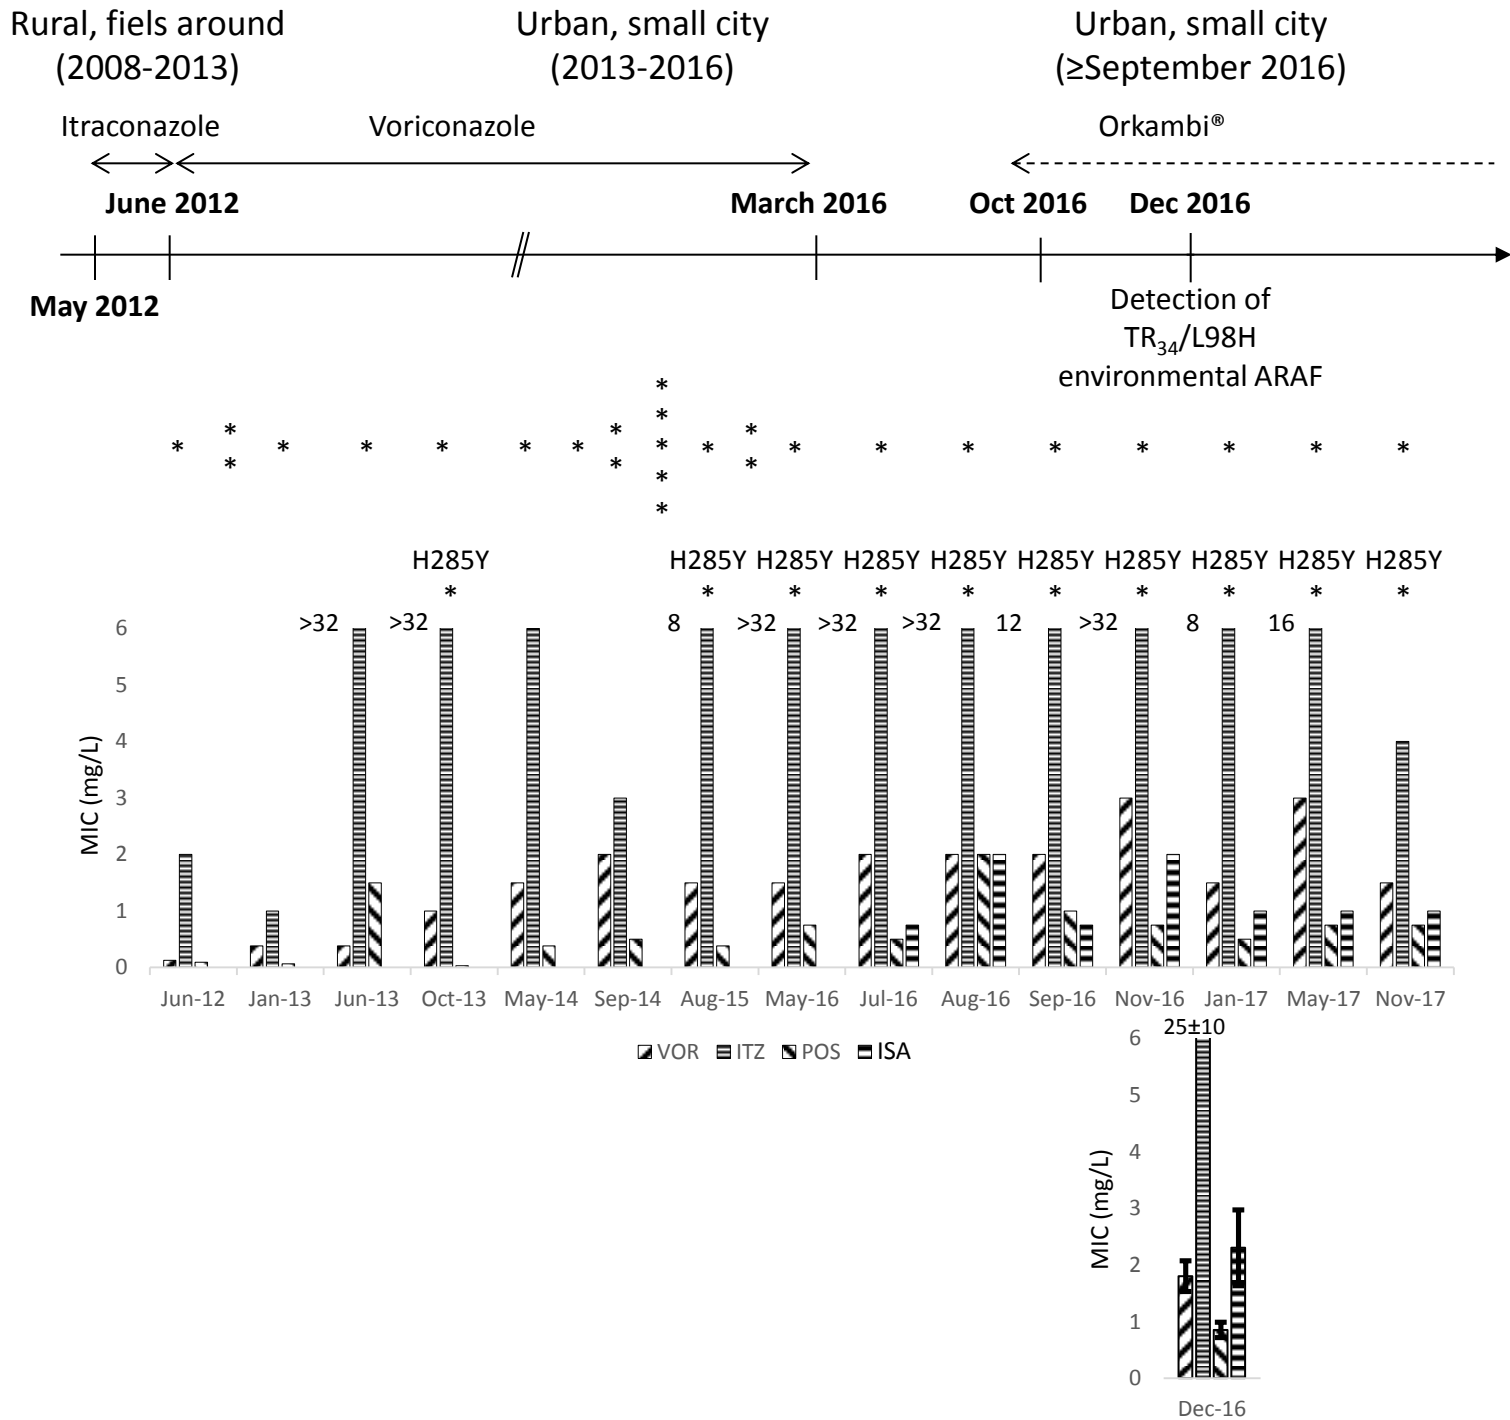 Rural, fiels around
(2008-2013)
Urban, small city
(2013-2016)
Urban, small city
(≥September 2016)
Itraconazole
Voriconazole
Orkambi®
June 2012
March 2016
Oct 2016
Dec 2016
May 2012
Detection of
TR34/L98H
environmental ARAF
*
*
*
*
* * * * * * * * * * * * * * *
* * *
*
*
H285Y H285Y H285Y H285Y H285Y H285Y H285Y H285Y H285Y H285Y
* * * * * * * * * *
>32 >32 8 >32 >32 >32 12 >32 8 16
MIC (mg/L)
6
5
4
3
2
1
0
Jun-12 Jan-13 Jun-13 Oct-13 May-14 Sep-14 Aug-15 May-16 Jul-16 Aug-16 Sep-16 Nov-16 Jan-17 May-17 Nov-17
VOR ITZ POS ISA
25±10
MIC (mg/L)
6
5
4
3
2
1
0
Dec-16